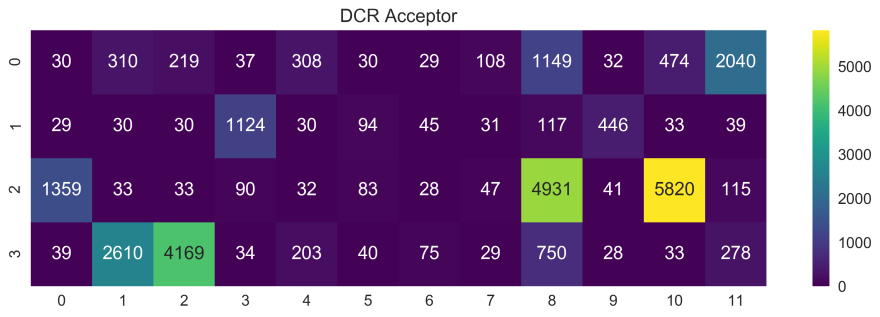 DCR Acceptor
0 30 310 219 37 308 30 29 108 1149 32 474 2040
1 29 30 30 1124 30 94 45 31 117 446 33 39
2 1359 33 33 90 32 83 28 47 4931 41 5820 115
3 39 2610 4169 34 203 40 75 29 750 28 33 278
0 1 2 3 4 5 6 7 8 9 10 11
5000
4000
3000
2000
1000
0